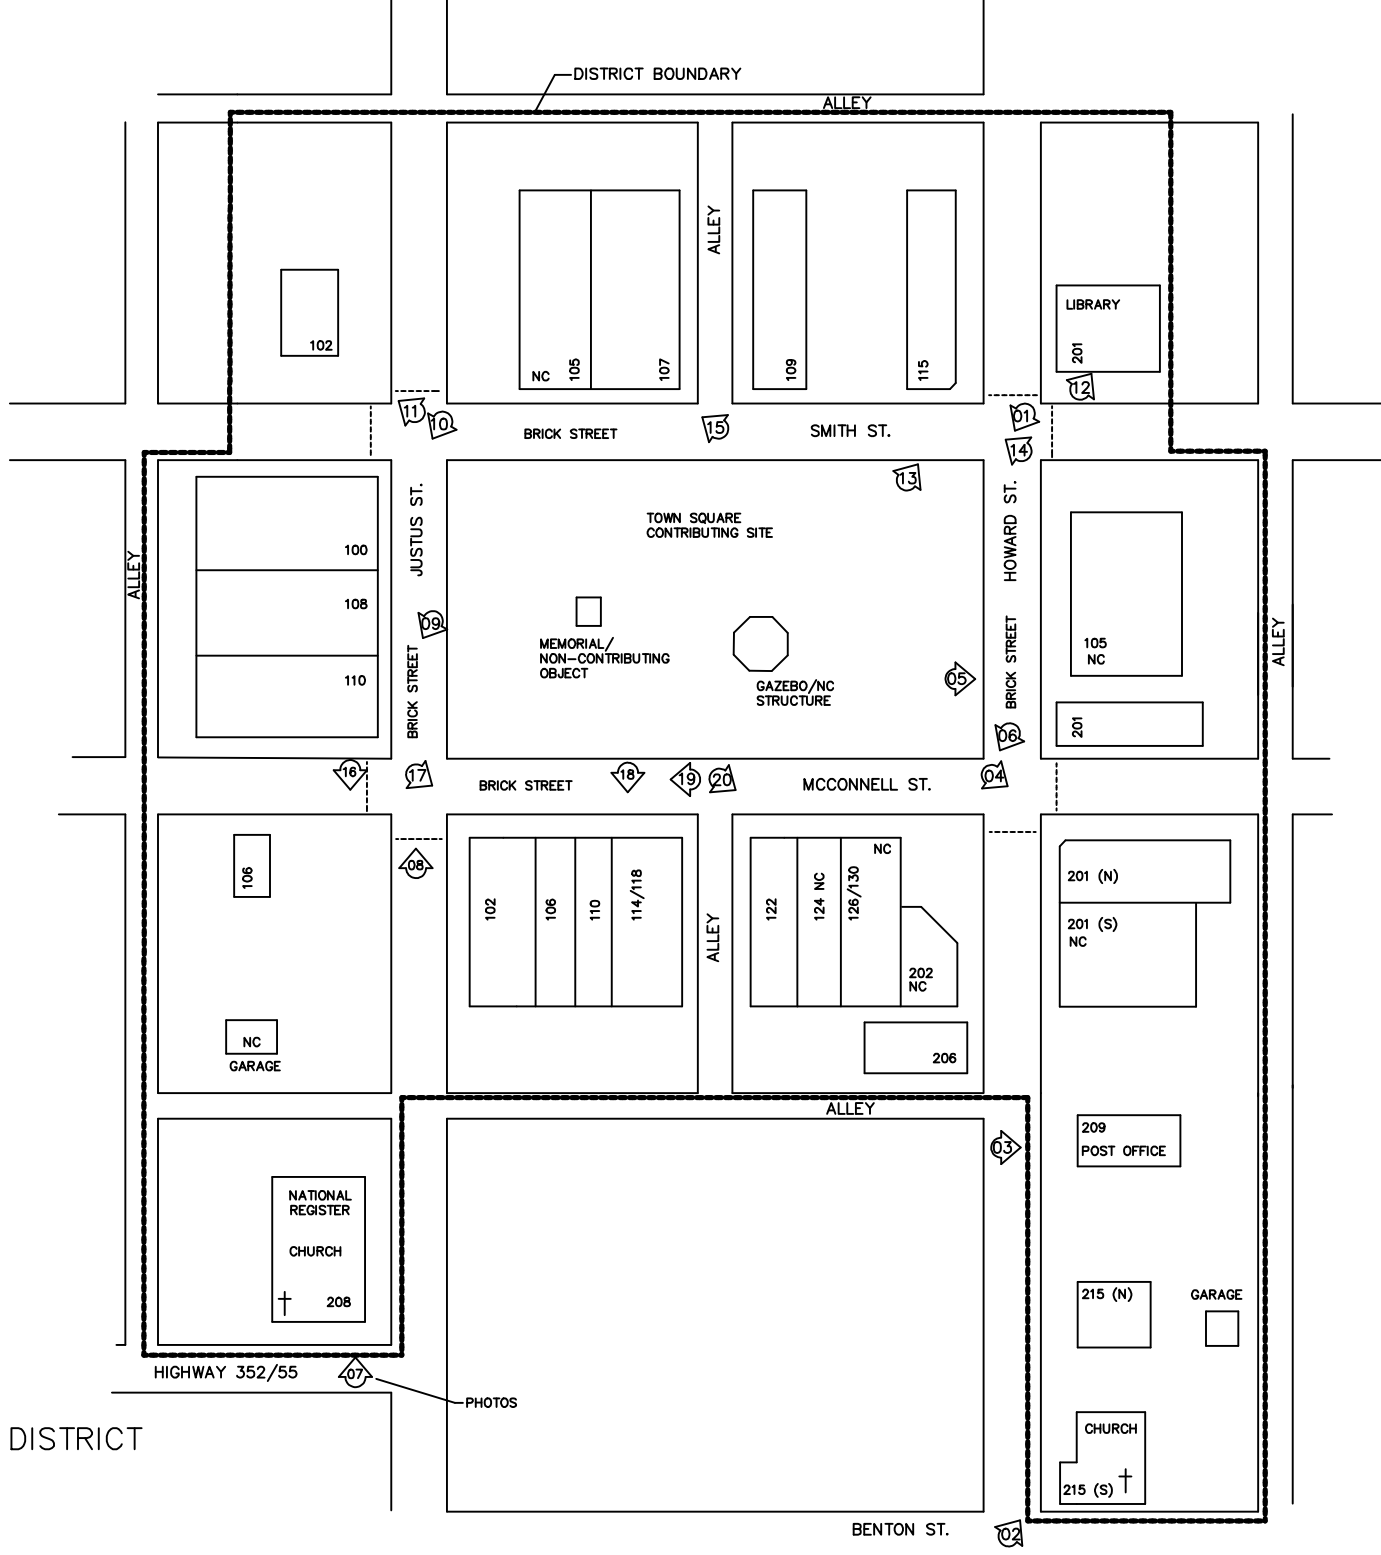 DISTRICT BOUNDARY
ALLEY
ALLEY
LIBRARY
201
102
NC
105
107
109
115
12
11
10
15
01
14
BRICK STREET
SMITH ST.
13
JUSTUS ST.
HOWARD ST.
TOWN SQUARE
CONTRIBUTING SITE
100
108
110
ALLEY
09
MEMORIAL/
NON-CONTRIBUTING
OBJECT
GAZEBO/NC
STRUCTURE
05
BRICK STREET
BRICK STREET
105
NC
201
ALLEY
06
16
17
BRICK STREET
18
19
20
MCCONNELL ST.
04
106
08
102
106
110
114/118
ALLEY
122
124 NC
126/130
NC
202
NC
206
201 (N)
201 (S)
NC
NC
GARAGE
ALLEY
03
209
POST OFFICE
NATIONAL
REGISTER
CHURCH
208
215 (N)
GARAGE
HIGHWAY 352/55
07
PHOTOS
CHURCH
215 (S)
DISTRICT
BENTON ST.
02